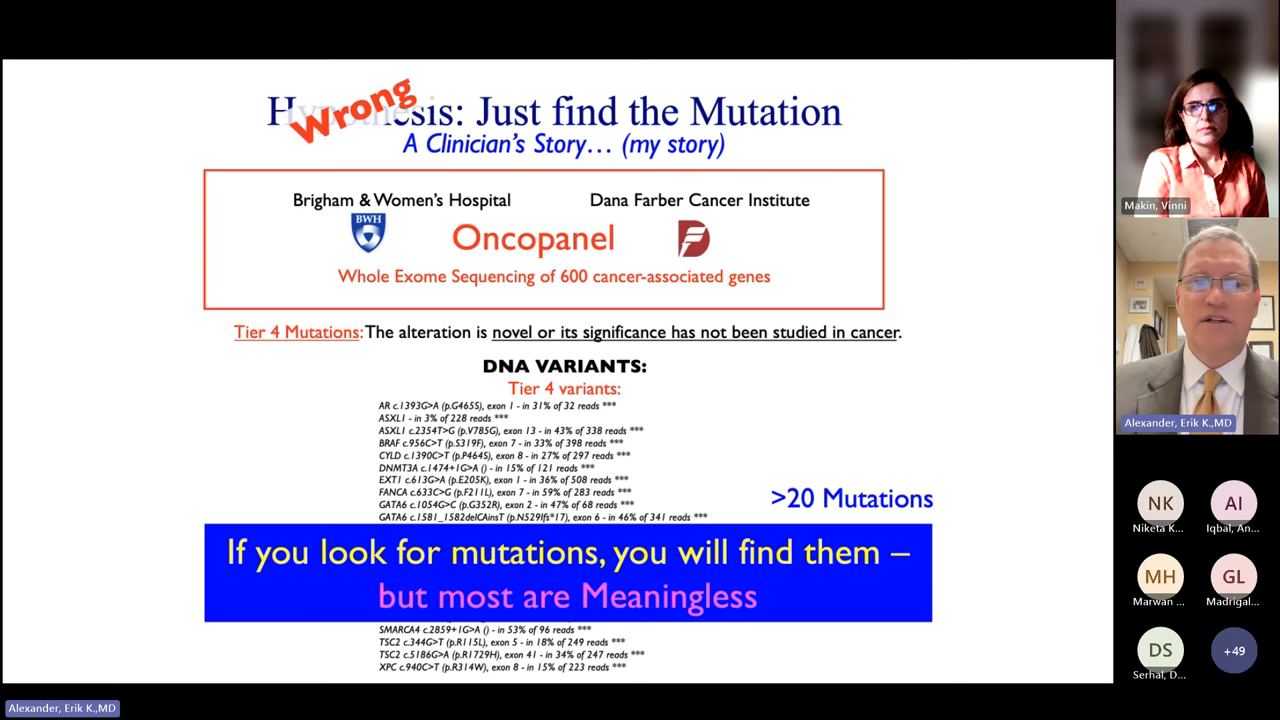 Hypothesis: Just find the Mutation
Wrong
A Clinician's Story… (my story)
Brigham & Women's Hospital
Dana Farber Cancer Institute
BWH
Oncopanel
Whole Exome Sequencing of 600 cancer-associated genes
Tier 4 Mutations: The alteration is novel or its significance has not been studied in cancer.
DNA VARIANTS:
Tier 4 variants:
AR c.1393G>A (p.G465S), exon 1 - in 31% of 32 reads ***
ASXL1 - in 3% of 228 reads ***
ASXL1 c.2354T>G (p.V785G), exon 13 - in 43% of 338 reads ***
BRAF c.956C>T (p.S319F), exon 7 - in 33% of 398 reads ***
CYLD c.1390C>T (p.P464S), exon 8 - in 27% of 297 reads ***
DNMT3A c.1474+1G>A () - in 15% of 121 reads ***
EXT1 c.613G>A (p.E205K), exon 1 - in 36% of 508 reads ***
FANCA c.633C>G (p.F211L), exon 7 - in 59% of 283 reads ***
GATA6 c.1054G>C (p.G352R), exon 2 - in 47% of 68 reads ***
GATA6 c.1581_1582delCAinsT (p.N529Ifs*17), exon 6 - in 46% of 341 reads ***
>20 Mutations
If you look for mutations, you will find them –
but most are Meaningless
SMARCA4 c.2859+1G>A () - in 53% of 96 reads ***
TSC2 c.344G>T (p.R115L), exon 5 - in 18% of 249 reads ***
TSC2 c.5186G>A (p.R1729H), exon 41 - in 34% of 247 reads ***
XPC c.940C>T (p.R314W), exon 8 - in 15% of 223 reads ***
Makin, Vinni
Alexander, Erik K.,MD
NK
Niketa K...
AI
Iqbal, An...
MH
Marwan ...
GL
Madrigal...
DS
Serhal, D...
+49
Alexander, Erik K.,MD